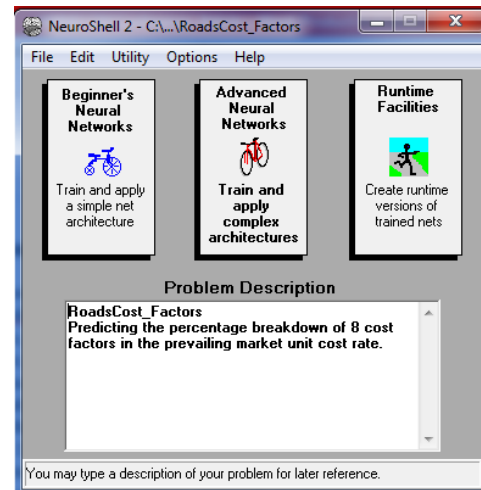 NeuroShell 2 - C:\...\RoadsCost_Factors
File Edit Utility Options Help
Beginner's
Neural
Networks
Train and apply
a simple net
architecture
Advanced
Neural
Networks
Train and
apply
complex
architectures
Runtime
Facilities
Create runtime
versions of
trained nets
Problem Description
RoadsCost_Factors
Predicting the percentage breakdown of 8 cost
factors in the prevailing market unit cost rate.
You may type a description of your problem for later reference.